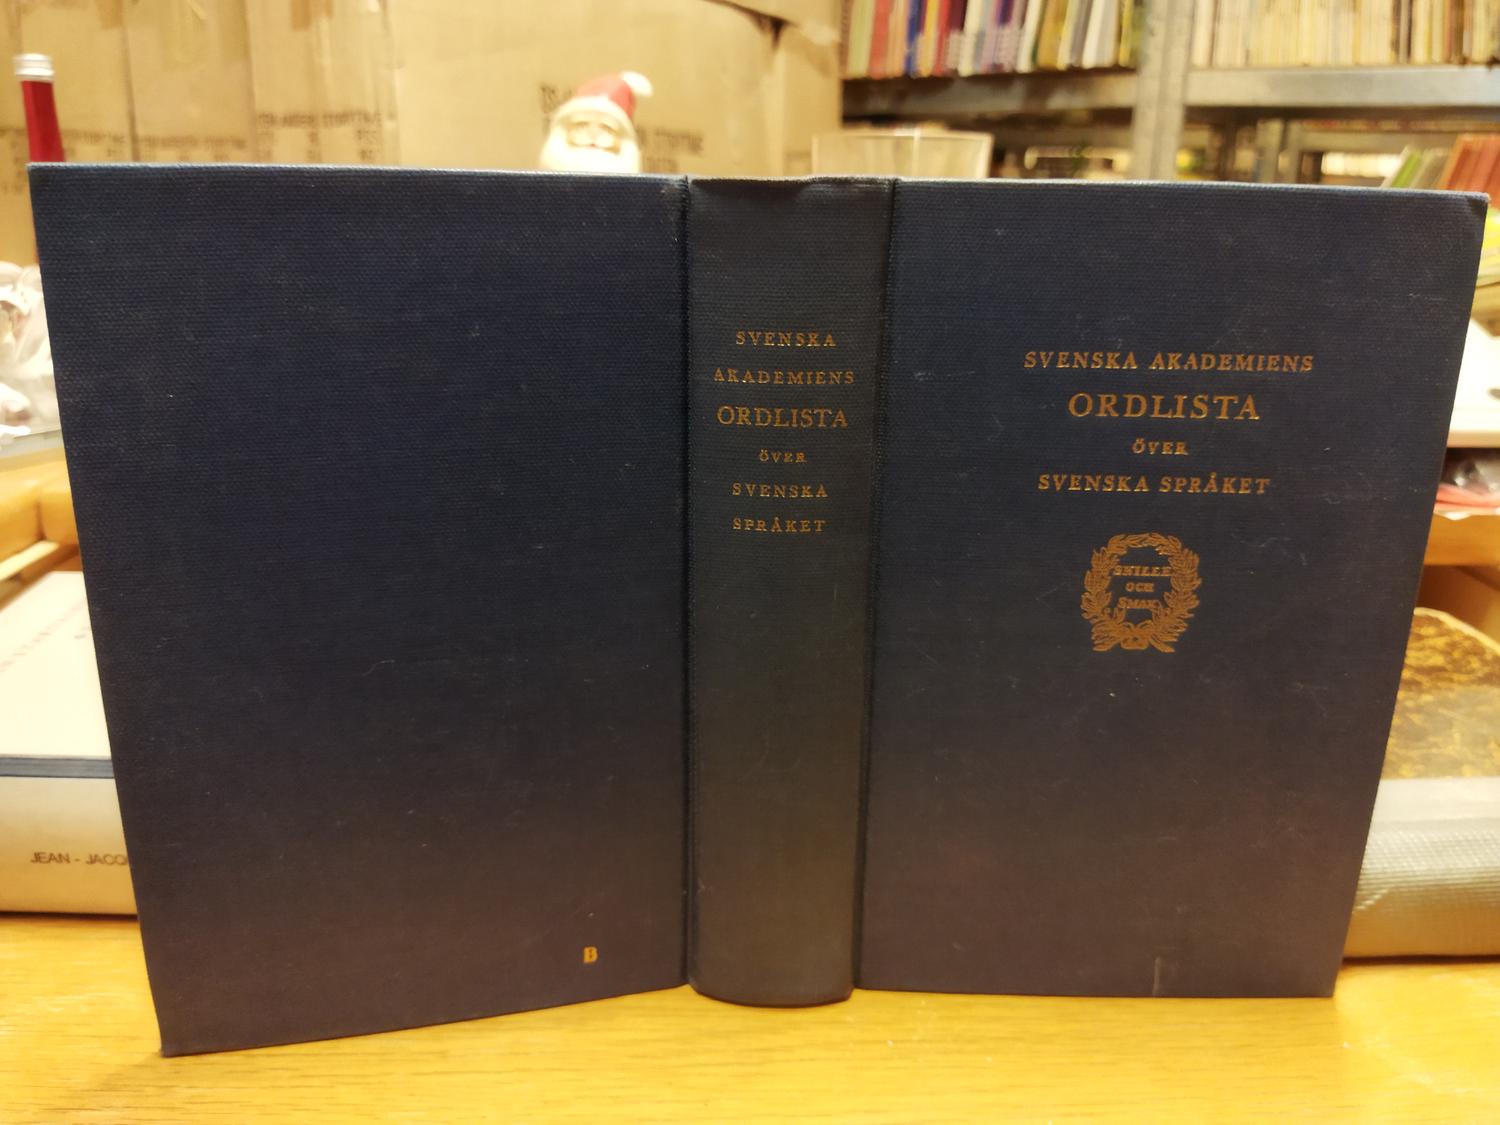 SVENSKA
AKADEMIENS
ORDLISTA
ÖVER
SVENSKA
SPRÅKET
SVENSKA AKADEMIENS
ORDLISTA
ÖVER
SVENSKA SPRÅKET
SNILLE
OCH
SMAK
B
JEAN - JACQ